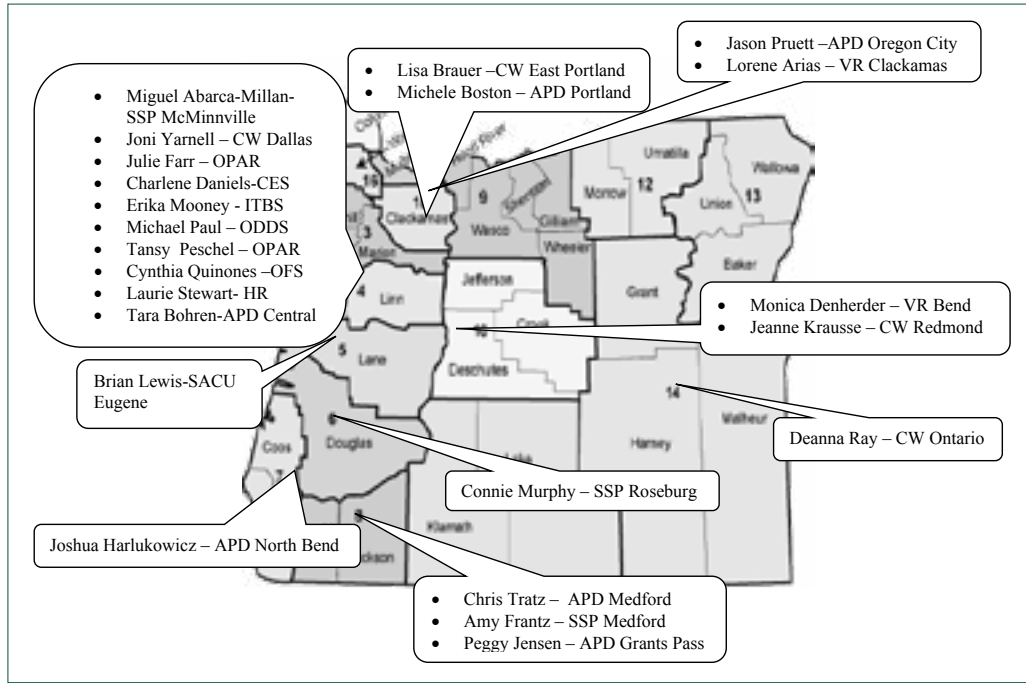 • Jason Pruett –APD Oregon City
• Lorene Arias – VR Clackamas
• Lisa Brauer –CW East Portland
• Michele Boston – APD Portland
• Miguel Abarca-Millan-
SSP McMinnville
• Joni Yarnell – CW Dallas
• Julie Farr – OPAR
• Charlene Daniels-CES
• Erika Mooney - ITBS
• Michael Paul – ODDS
• Tansy Peschel – OPAR
• Cynthia Quinones –OFS
• Laurie Stewart- HR
• Tara Bohren-APD Central
River
Umatilla
Wallowa
16
9
Morrow
12
Union
13
Clackamas
3
Marion
Wasco
Gilliam
Wheeler
Baker
Jefferson
Grant
4
Linn
• Monica Denherder – VR Bend
• Jeanne Krausse – CW Redmond
Crook
10
5
Lane
Deschutes
Brian Lewis-SACU
Eugene
14
Malheur
6
Douglas
Harney
Deanna Ray – CW Ontario
Coos
7
Lake
Connie Murphy – SSP Roseburg
Klamath
8
Joshua Harlukowicz – APD North Bend
ckson
• Chris Tratz – APD Medford
• Amy Frantz – SSP Medford
• Peggy Jensen – APD Grants Pass